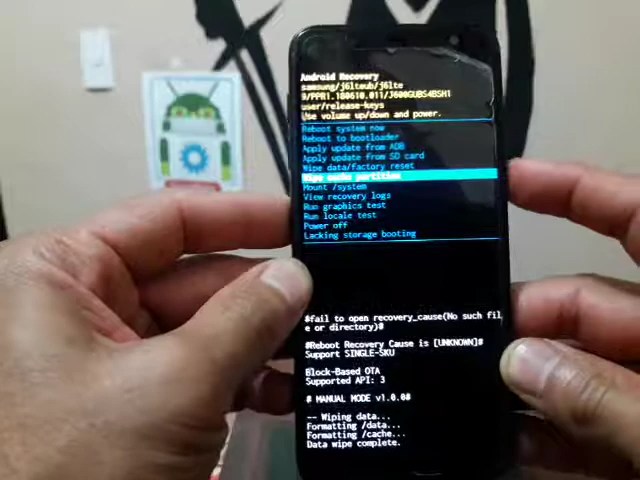 Android Recovery
samsung/j6lteub/j6lte
9/PPR1.180610.011/J600GUBS4BSH1
user/release-keys
Use volume up/down and power.
Reboot system now
Reboot to bootloader
Apply update from ADB
Apply update from SD card
Wipe data/factory reset
Wipe cache partition
Mount /system
View recovery logs
Run graphics test
Run locale test
Power off
Lacking storage booting
#fail to open recovery_cause(No such fil
e or directory)#
#Reboot Recovery Cause is [UNKNOWN]#
Support SINGLE-SKU
Block-Based OTA
Supported API: 3
# MANUAL MODE v1.0.0#
-- Wiping data...
Formatting /data...
Formatting /cache...
Data wipe complete.